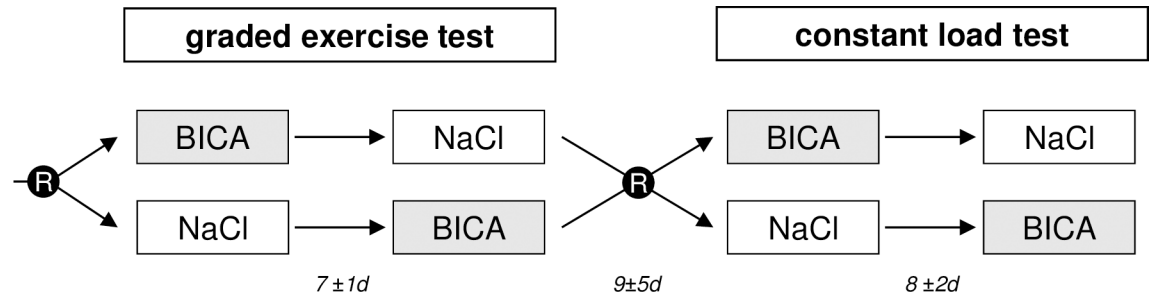 graded exercise test
constant load test
BICA
NaCl
BICA
NaCl
R
R
NaCl
BICA
NaCl
BICA
7 ±1d
9±5d
8 ±2d